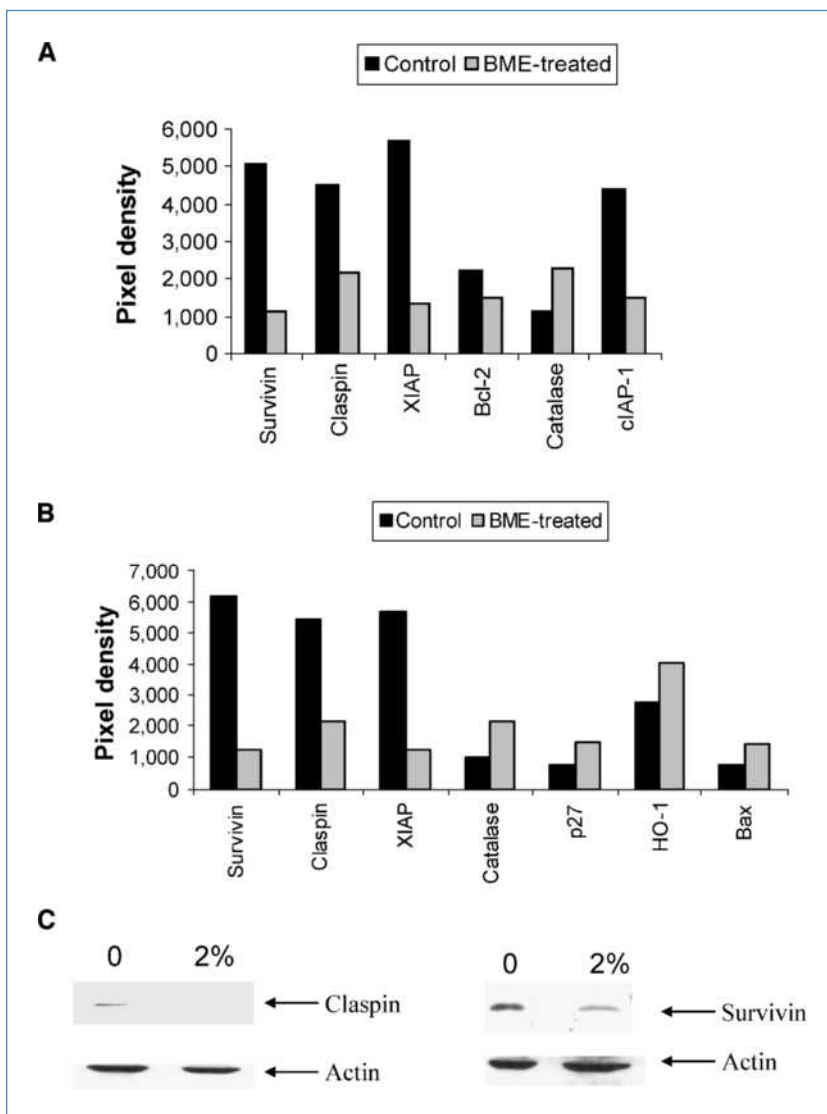 A
Control BME-treated
Pixel density
6,000
5,000
4,000
3,000
2,000
1,000
0
Survivin
Claspin
XIAP
Bcl-2
Catalase
cIAP-1
B
Control BME-treated
Pixel density
7,000
6,000
5,000
4,000
3,000
2,000
1,000
0
Survivin
Claspin
XIAP
Catalase
p27
HO-1
Bax
C
0 2%
Claspin
Actin
0 2%
Survivin
Actin